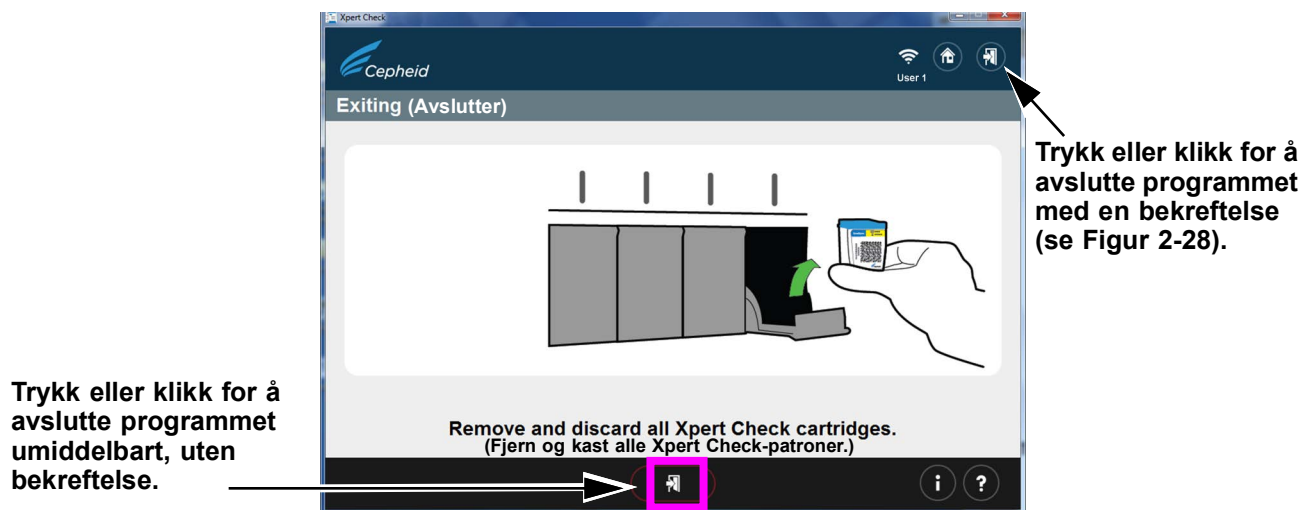 Xpert Check
Cepheid
User 1
Exiting (Avslutter)
Trykk eller klikk for å
avslutte programmet
med en bekreftelse
(se Figur 2-28).
Trykk eller klikk for å
avslutte programmet
umiddelbart, uten
bekreftelse.
Remove and discard all Xpert Check cartridges.
(Fjern og kast alle Xpert Check-patroner.)
i ?